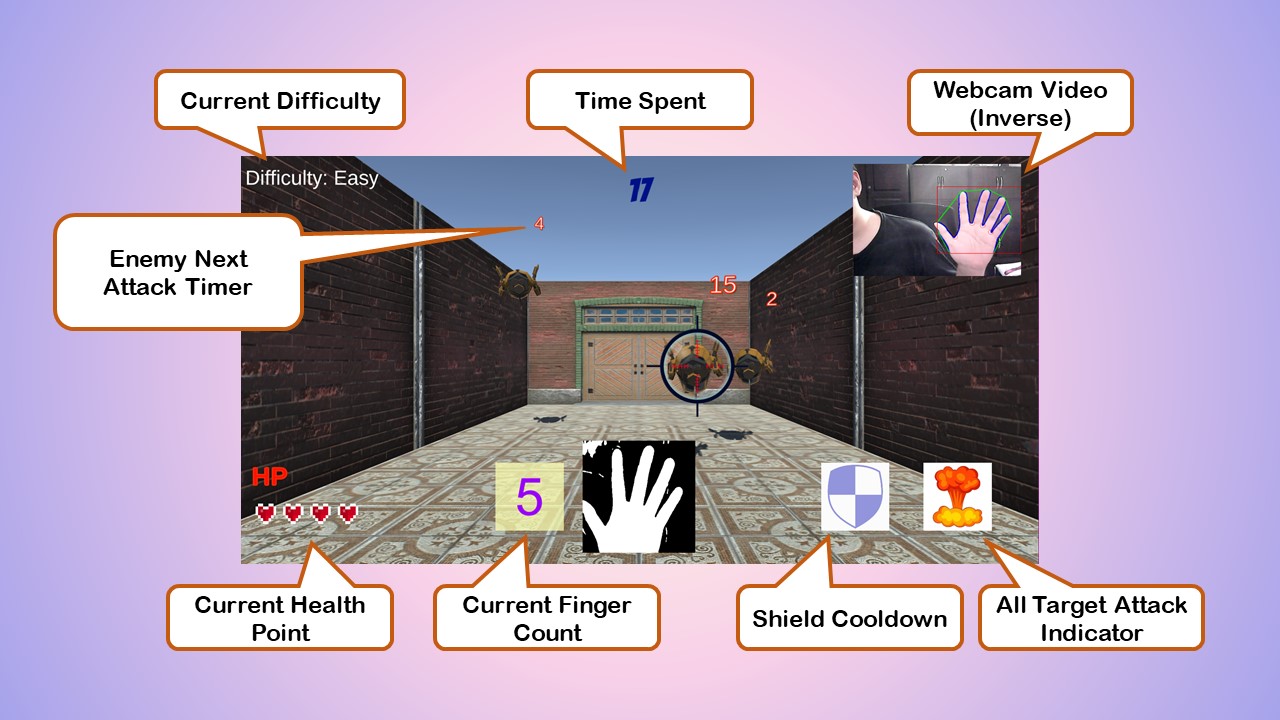 Current Difficulty
Time Spent
Webcam Video
(Inverse)
Difficulty: Easy
17
4
Enemy Next
Attack Timer
15
2
HP
5
Current Health
Point
Current Finger
Count
Shield Cooldown
All Target Attack
Indicator